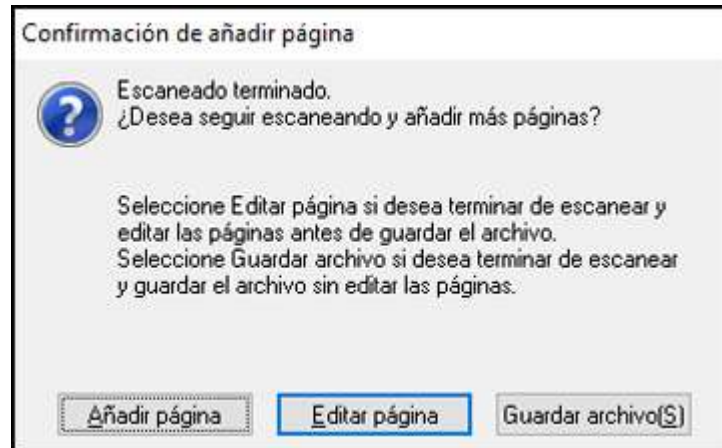 Confirmación de añadir página
Escaneado terminado.
¿Desea seguir escaneando y añadir más páginas?
Seleccione Editar página si desea terminar de escanear y
editar las páginas antes de guardar el archivo.
Seleccione Guardar archivo si desea terminar de escanear
y guardar el archivo sin editar las páginas.
Añadir página
Editar página
Guardar archivo(S)